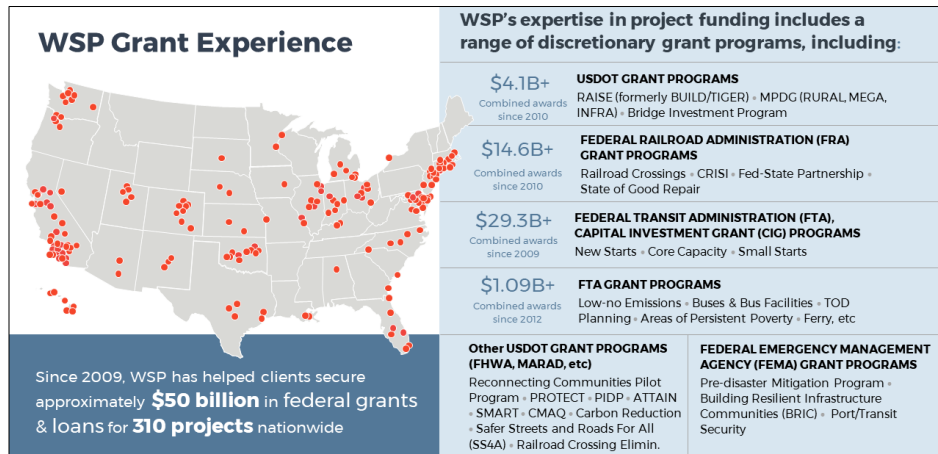 WSP Grant Experience
Since 2009, WSP has helped clients secure
approximately $50 billion in federal grants
& loans for 310 projects nationwide
WSP's expertise in project funding includes a
range of discretionary grant programs, including:
$4.1B+
Combined awards
since 2010
USDOT GRANT PROGRAMS
RAISE (formerly BUILD/TIGER) • MPDG (RURAL, MEGA,
INFRA) • Bridge Investment Program
$14.6B+
Combined awards
since 2010
FEDERAL RAILROAD ADMINISTRATION (FRA)
GRANT PROGRAMS
Railroad Crossings • CRISI • Fed-State Partnership •
State of Good Repair
$29.3B+
Combined awards
since 2009
FEDERAL TRANSIT ADMINISTRATION (FTA),
CAPITAL INVESTMENT GRANT (CIG) PROGRAMS
New Starts • Core Capacity • Small Starts
$1.09B+
Combined awards
since 2012
FTA GRANT PROGRAMS
Low-no Emissions • Buses & Bus Facilities • TOD
Planning • Areas of Persistent Poverty • Ferry, etc
Other USDOT GRANT PROGRAMS
(FHWA, MARAD, etc)
Reconnecting Communities Pilot
Program • PROTECT • PIDP • ATTAIN
• SMART • CMAQ • Carbon Reduction
• Safer Streets and Roads For All
(SS4A) • Railroad Crossing Elimin.
FEDERAL EMERGENCY MANAGEMENT
AGENCY (FEMA) GRANT PROGRAMS
Pre-disaster Mitigation Program •
Building Resilient Infrastructure
Communities (BRIC) • Port/Transit
Security